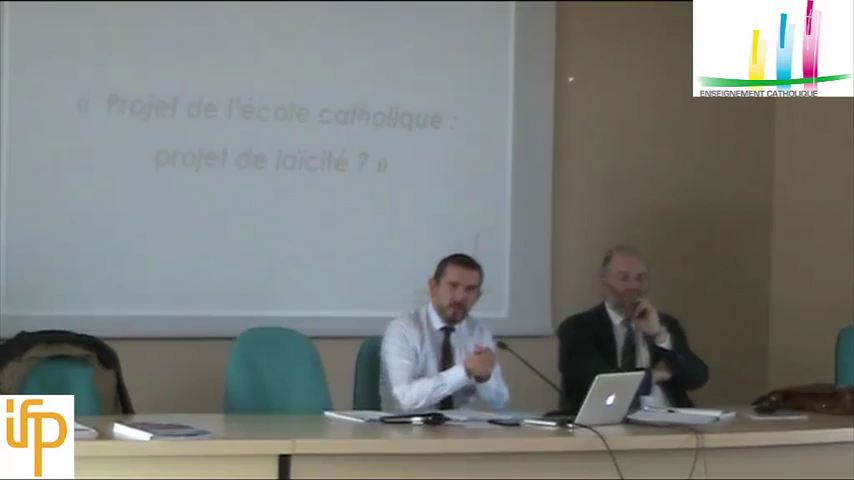 ENSEIGNEMENT CATHOLIQUE
« Projet de l'école catholique :
projet de laïcité ? »
ifp